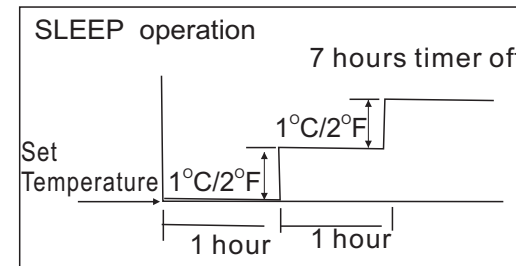 SLEEP operation
7 hours timer of
1°C/2°F
Set
Temperature
1°C/2°F
1 hour
1 hour